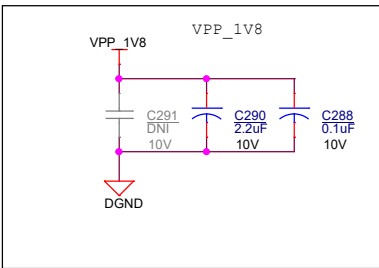 VPP_1V8
VPP_1V8
C291
DNI
10V
C290
2.2uF
10V
C288
0.1uF
10V
DGND